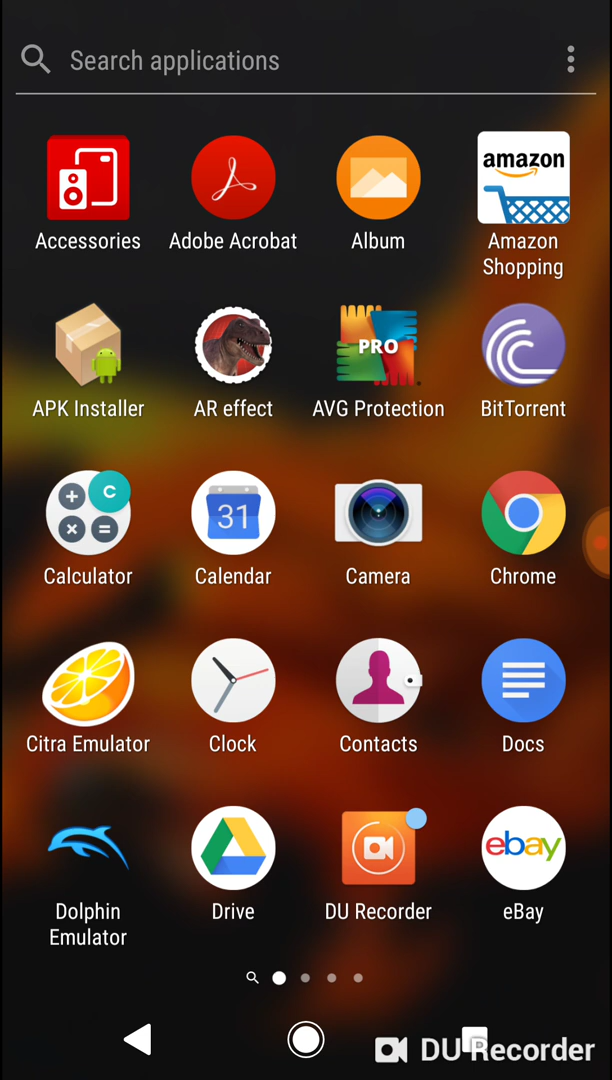 Search applications
Accessories
Adobe Acrobat
Album
amazon
Amazon
Shopping
APK Installer
AR effect
PRO
AVG Protection
BitTorrent
C
Calculator
31
Calendar
Camera
Chrome
Citra Emulator
Clock
Contacts
Docs
Dolphin
Emulator
Drive
DU Recorder
ebay
eBay
DU Recorder